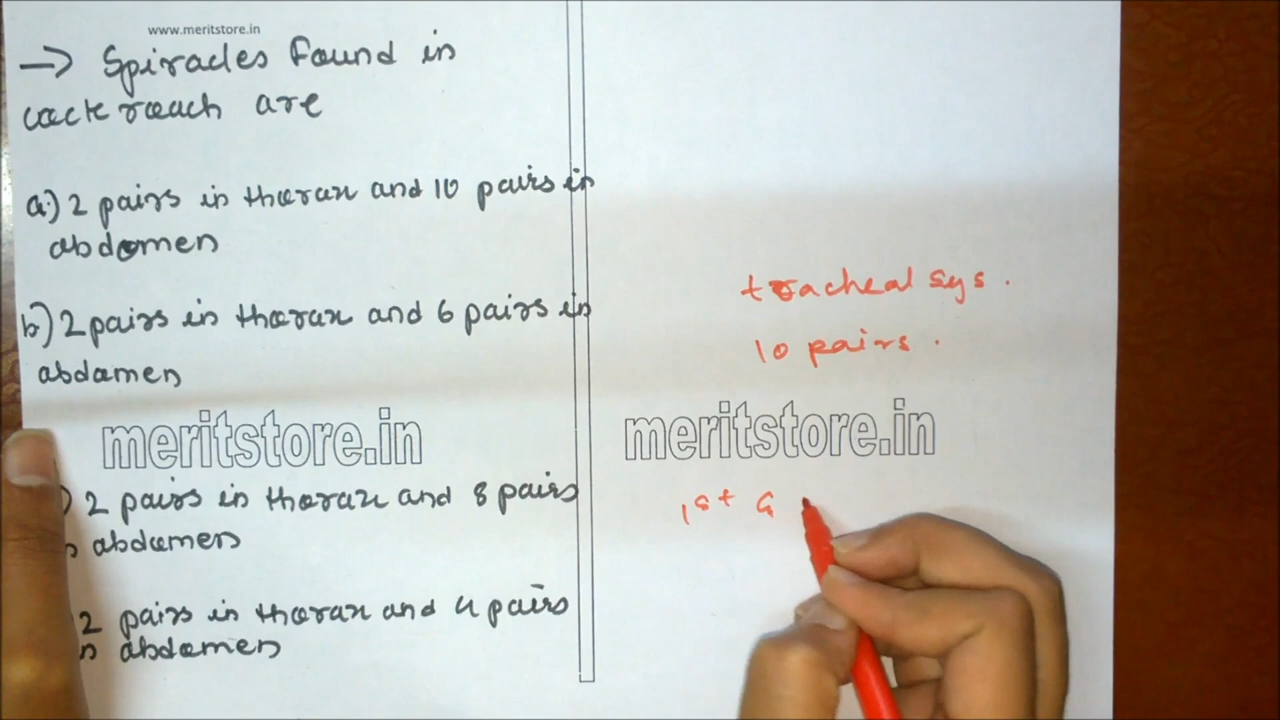 www.meritstore.in
→ Spiracles found in
cockroach are
a.) 2 pairs in thorax and 10 pairs in
abdomen
b.) 2 pairs in thorax and 6 pairs in
abdomen
meritstore.in
) 2 pairs in thorax and 8 pairs
abdomen
2 pairs in thorax and 4 pairs
abdomen
tracheal sys.
10 pairs.
meritstore.in
1st &